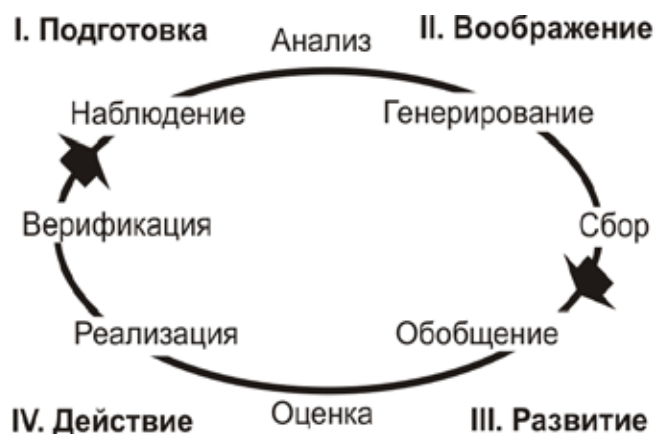 I. Подготовка
Анализ
II. Воображение
Наблюдение
Генерирование
Верификация
Сбор
Реализация
Обобщение
IV. Действие
Оценка
III. Развитие